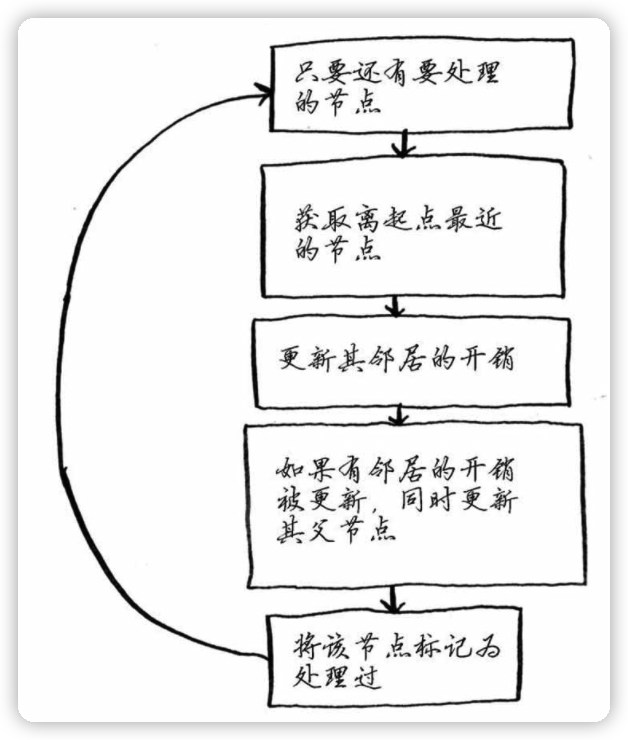 只要还有要处理
的节点
获取离起点最近
的节点
更新其邻居的开销
如果有邻居的开销
被更新，同时更新
其父节点
将该节点标记为
处理过